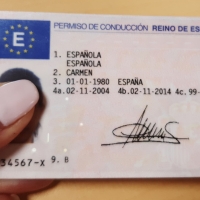 E
PERMISO DE CONDUCCIÓN REINO DE ES
1. ESPAÑOLA
ESPAÑOLA
2. CARMEN
3. 01-01-1980 ESPAÑA
4a. 02-11-2004 4b. 02-11-2014 4c. 99-
34567-X 9. B